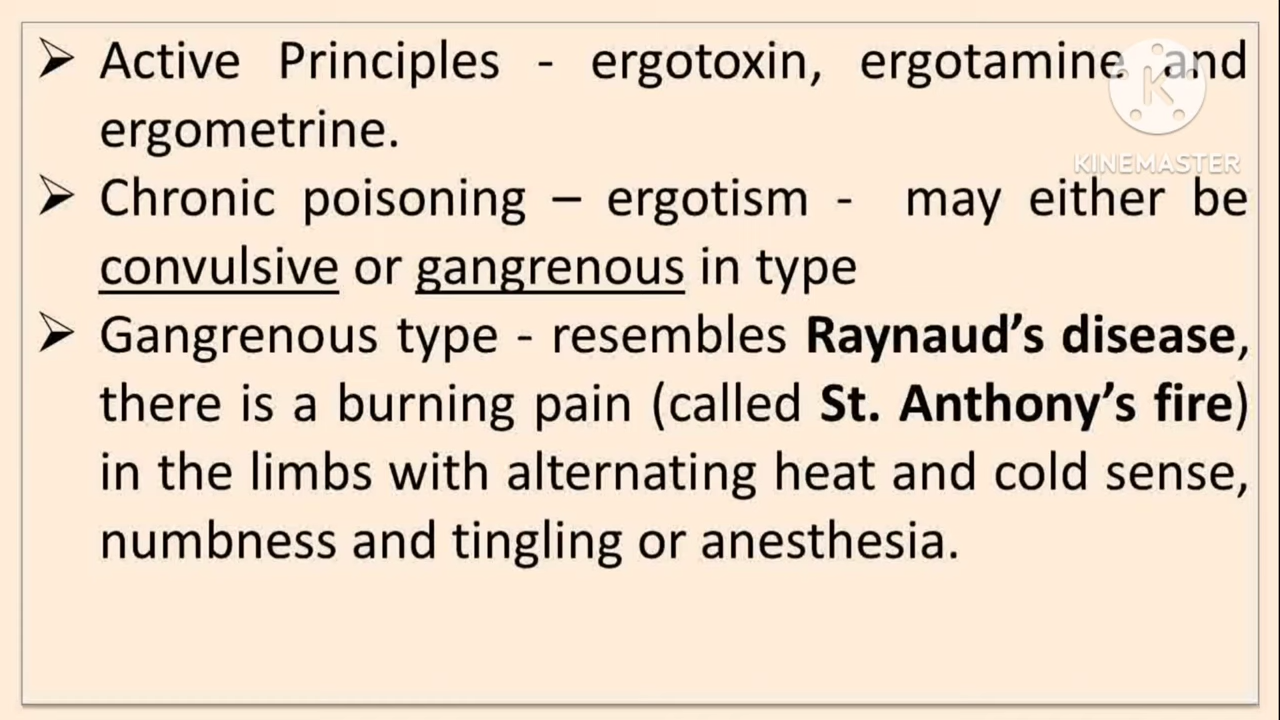 ➢ Active Principles - ergotoxin, ergotamine and
ergometrine.
K
KINEMASTER
➢ Chronic poisoning – ergotism - may either be
convulsive or gangrenous in type
➢ Gangrenous type - resembles Raynaud’s disease,
there is a burning pain (called St. Anthony’s fire)
in the limbs with alternating heat and cold sense,
numbness and tingling or anesthesia.